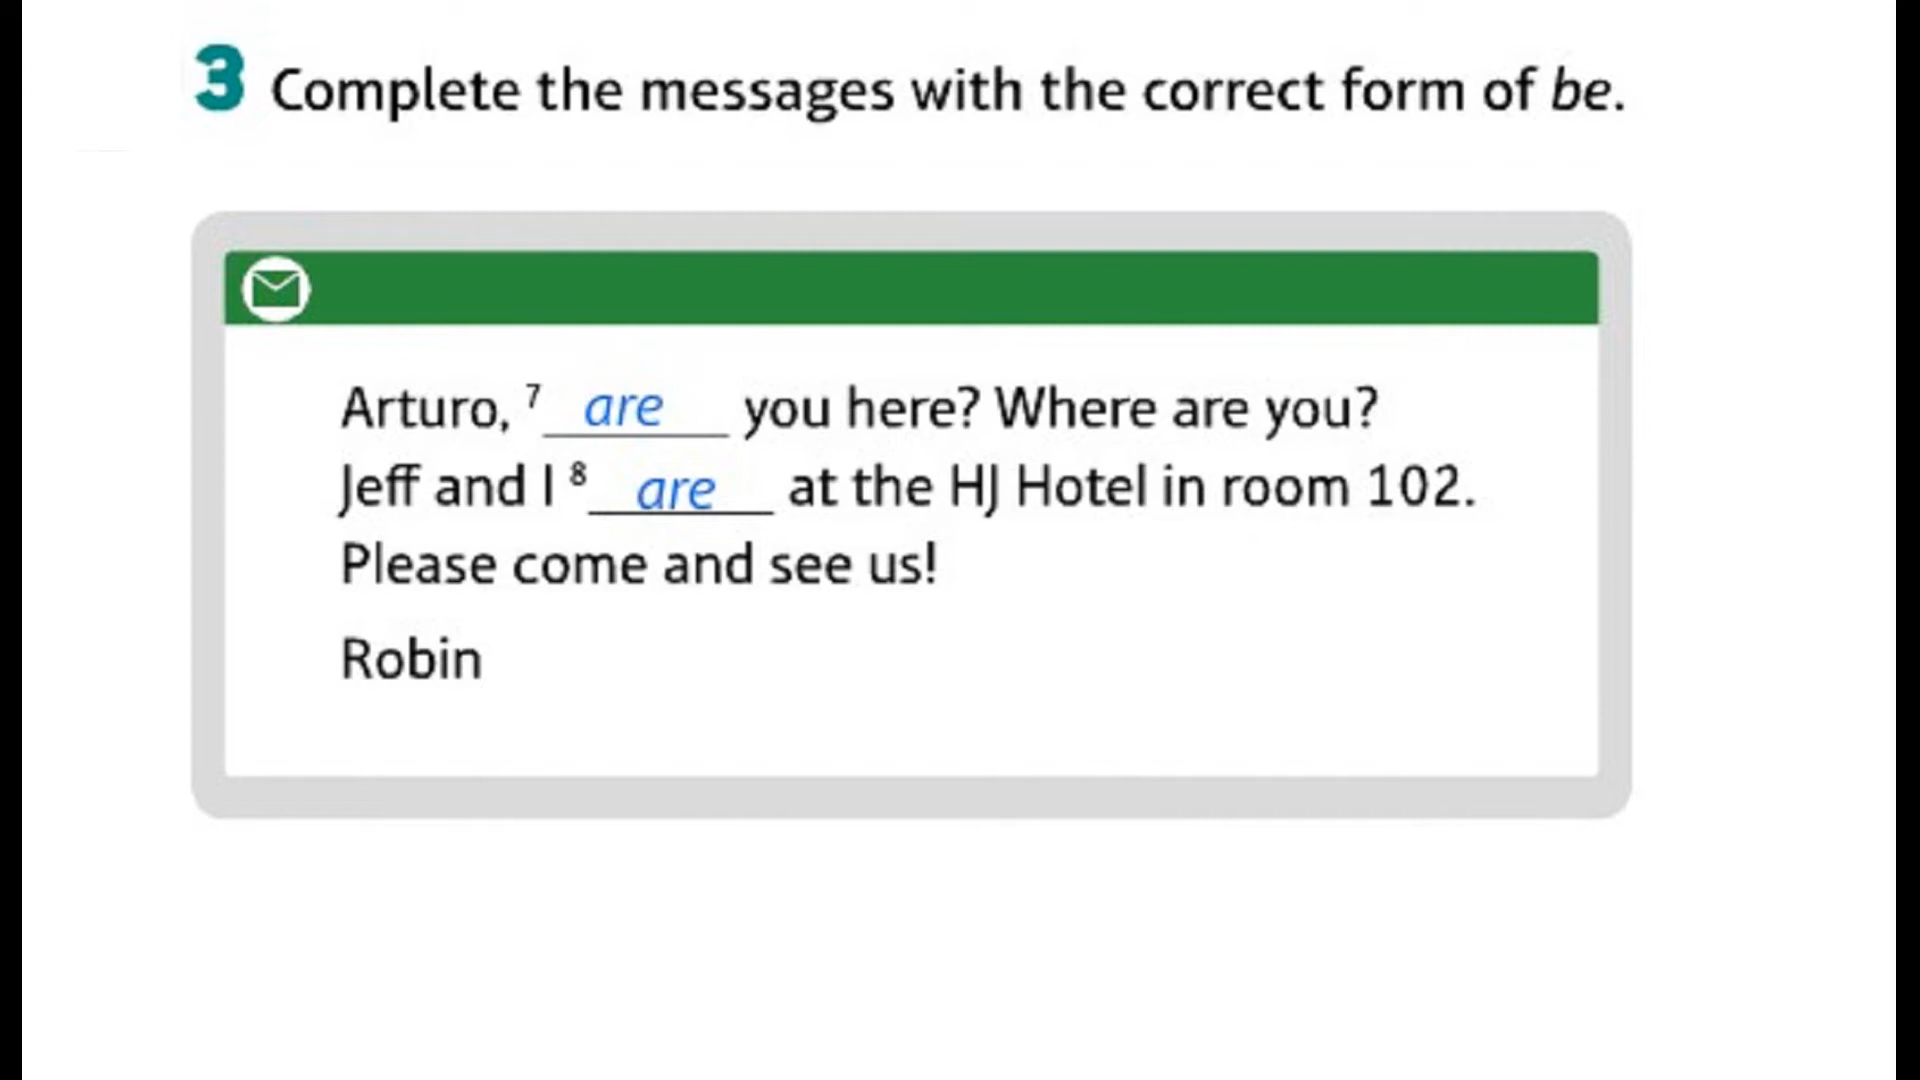 3 Complete the messages with the correct form of be.
Arturo, 7 are you here? Where are you?
Jeff and I 8 are at the HJ Hotel in room 102.
Please come and see us!
Robin